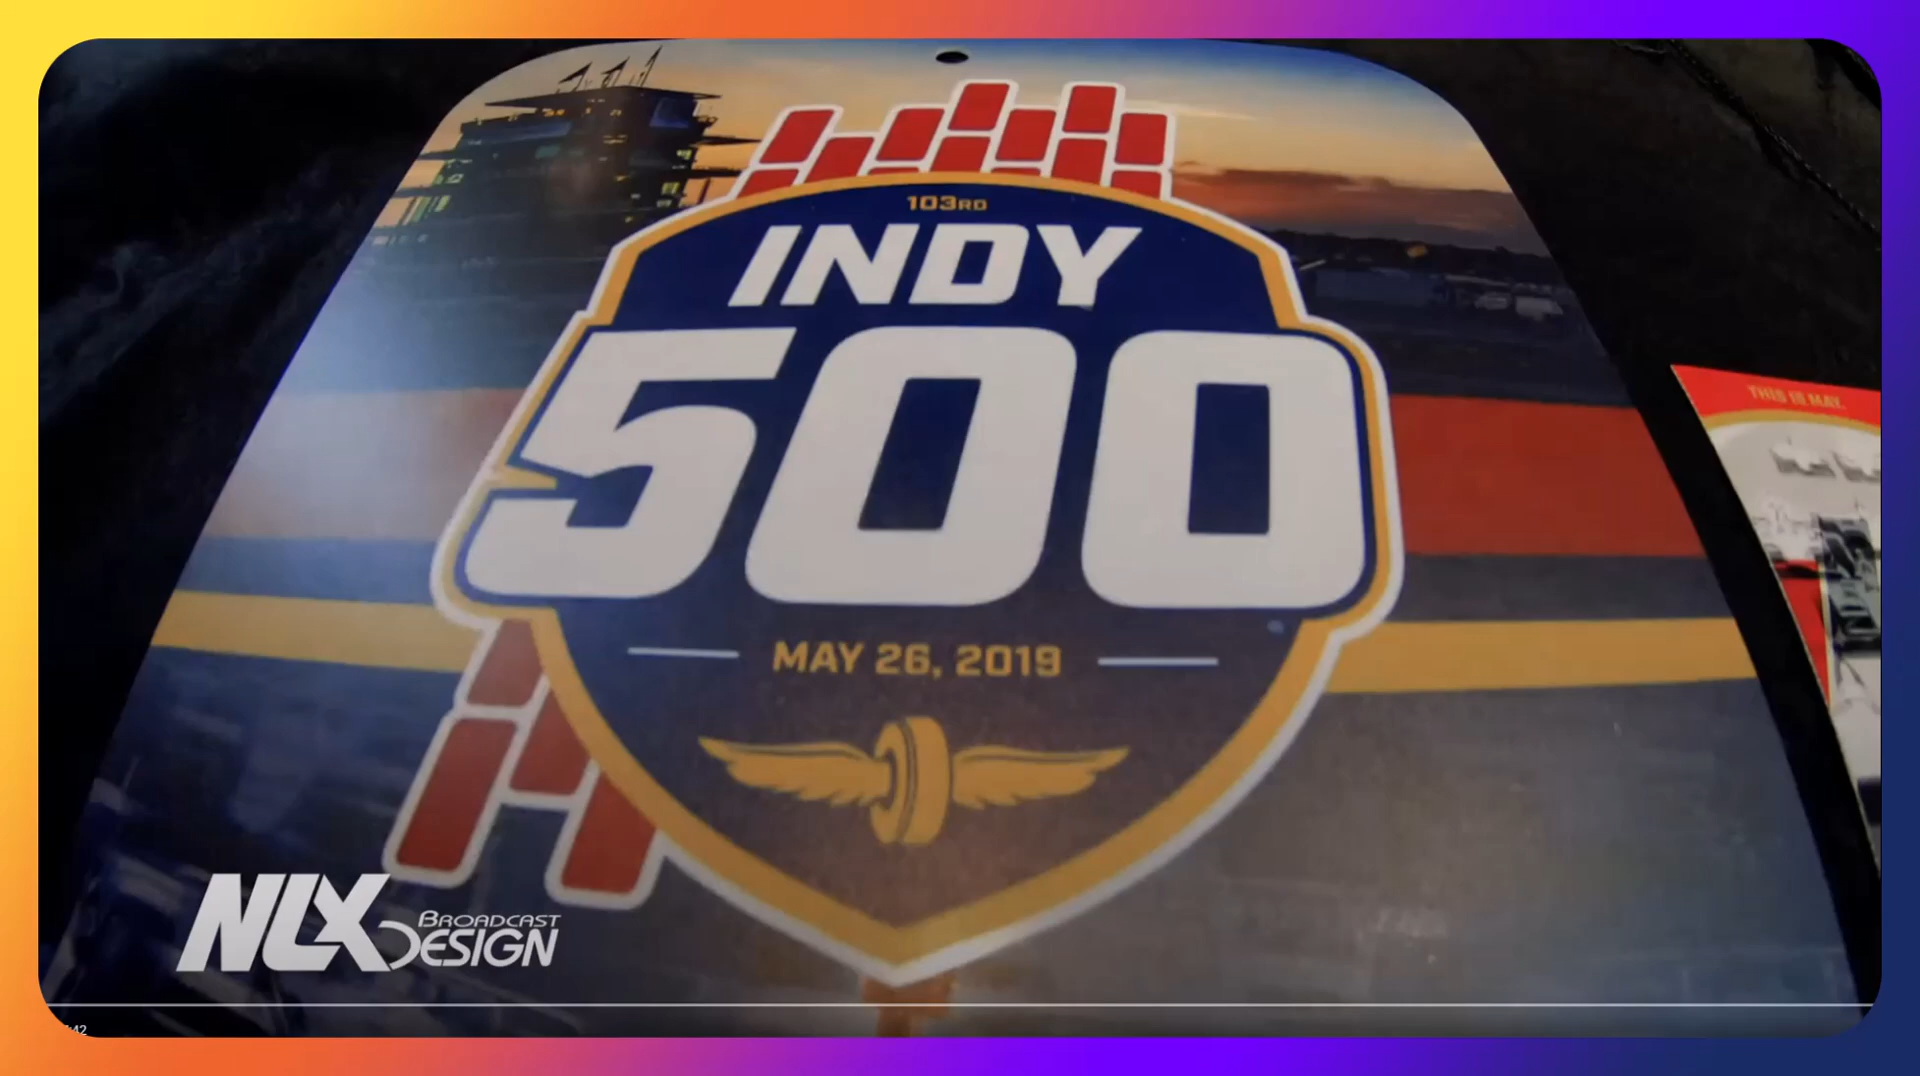 103RD
INDY
500
MAY 26, 2019
THIS IS MAY.
NLX
BROADCAST
DESIGN